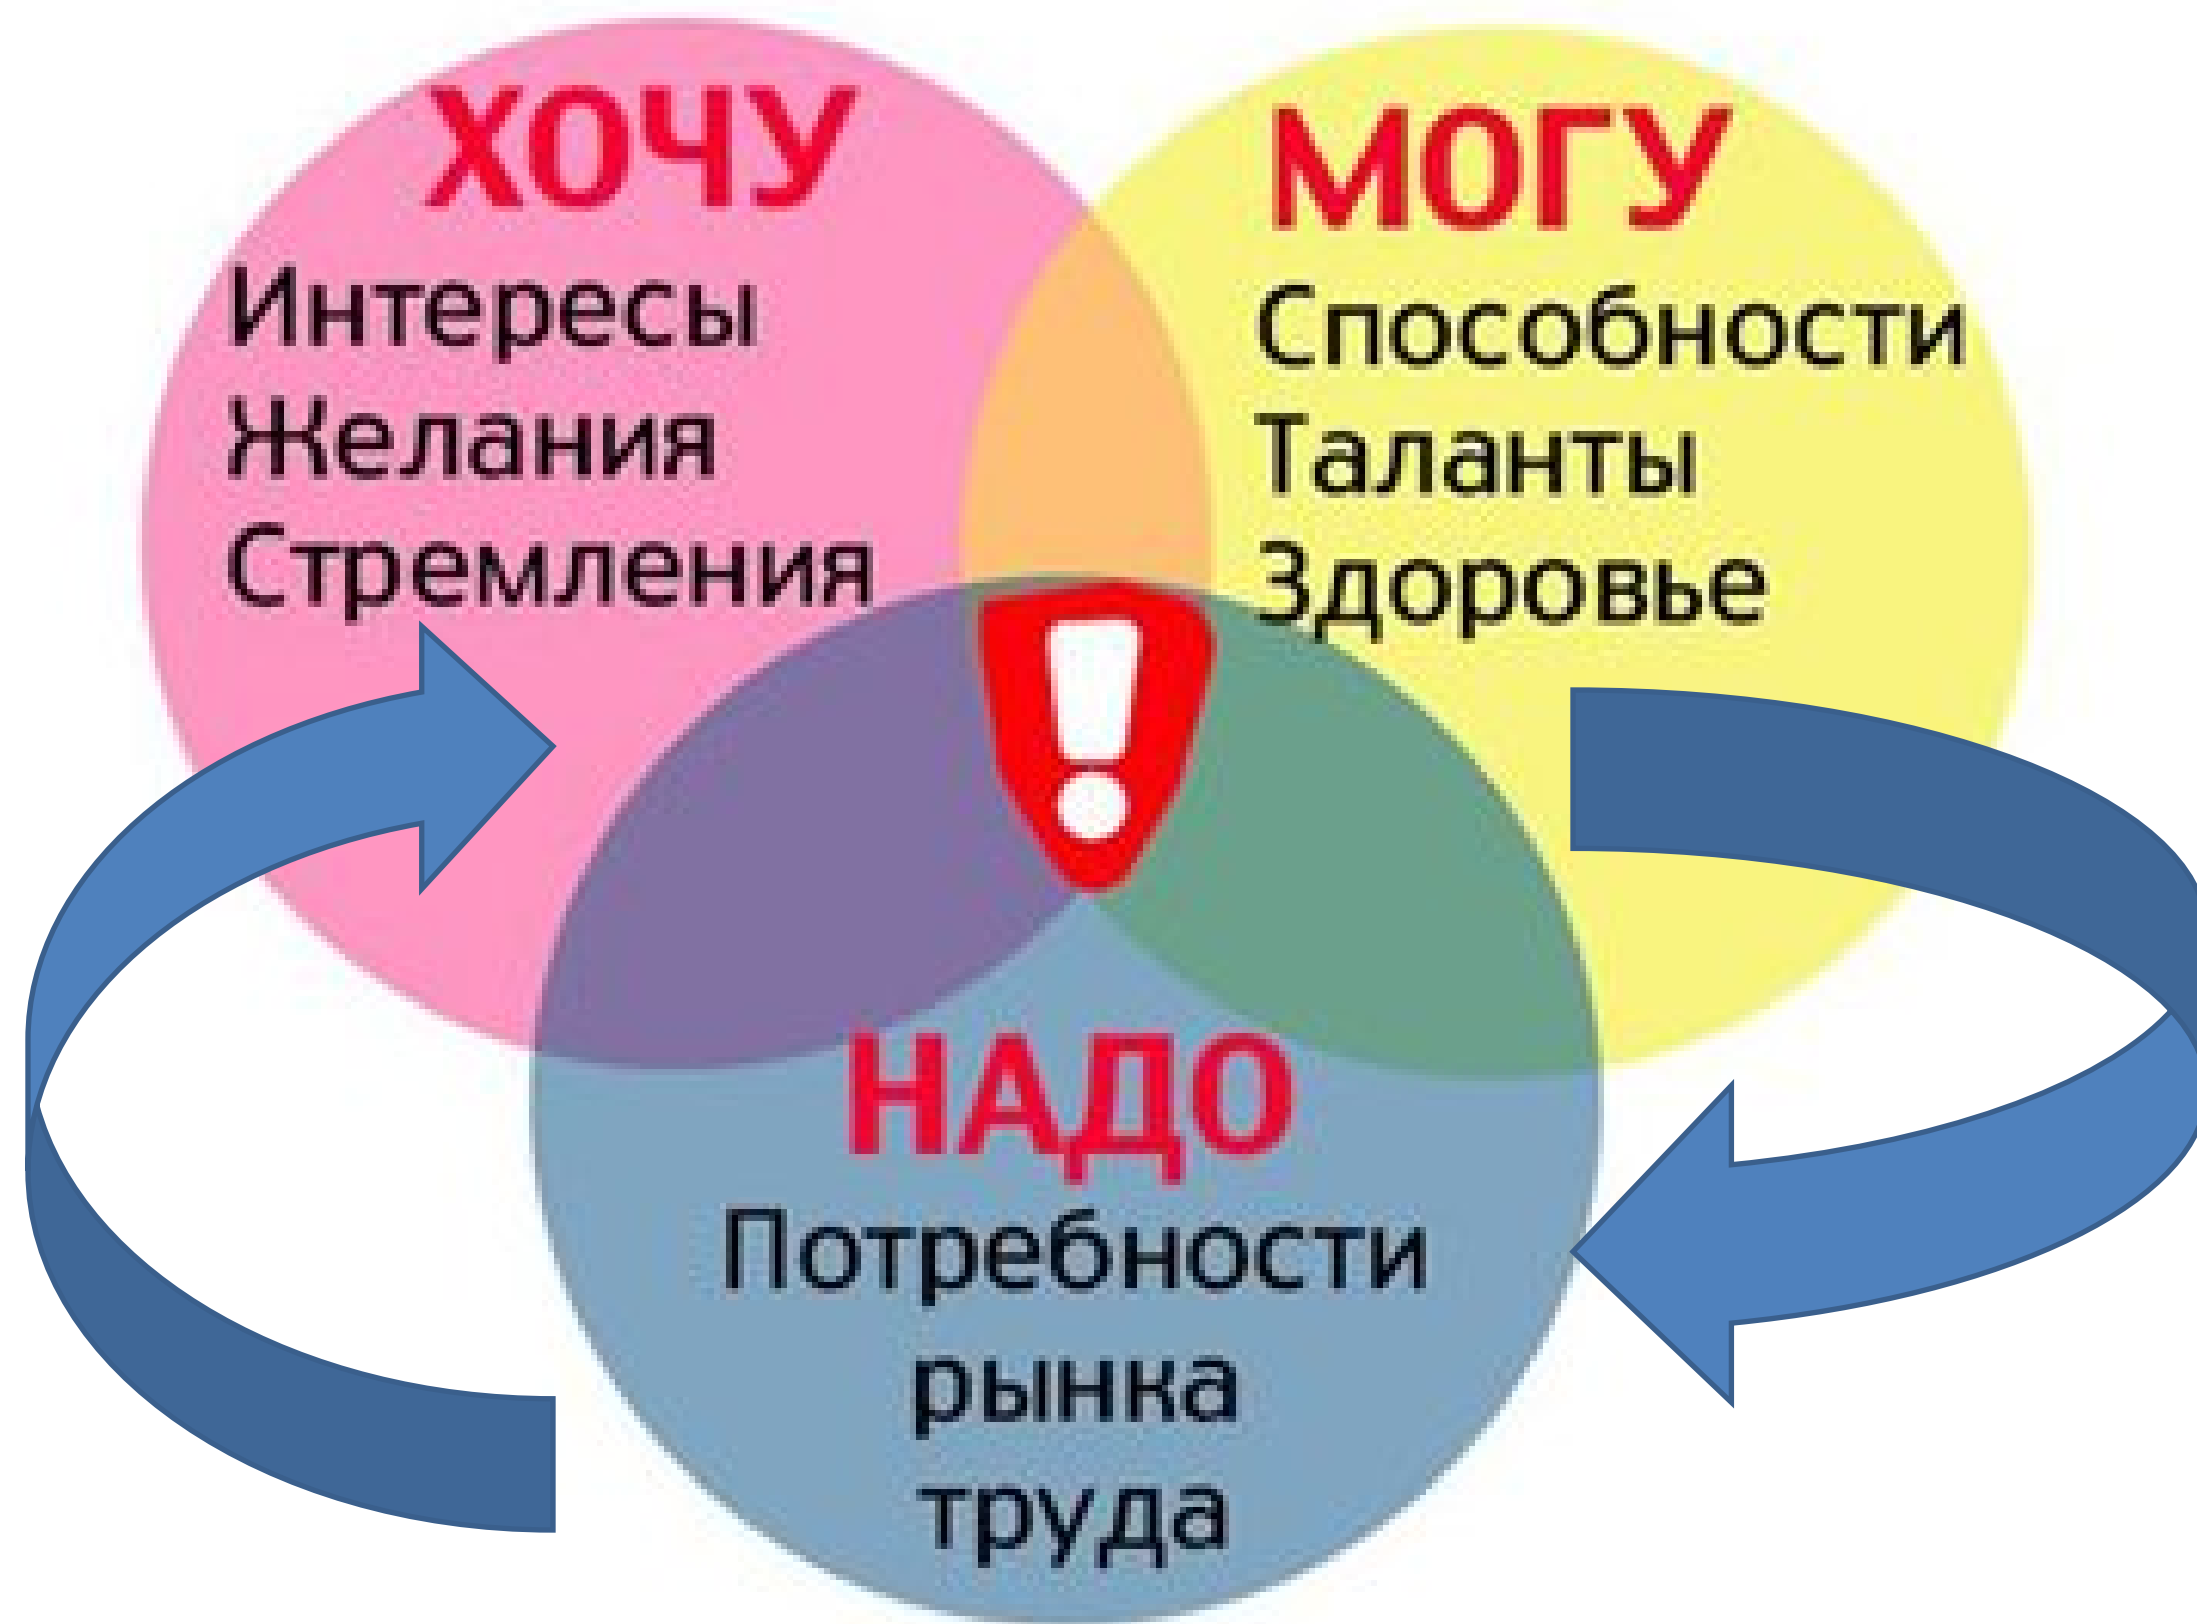 ХОЧУ
Интересы
Желания
Стремления
МОГУ
Способности
Таланты
Здоровье
!
НАДО
Потребности
рынка
труда